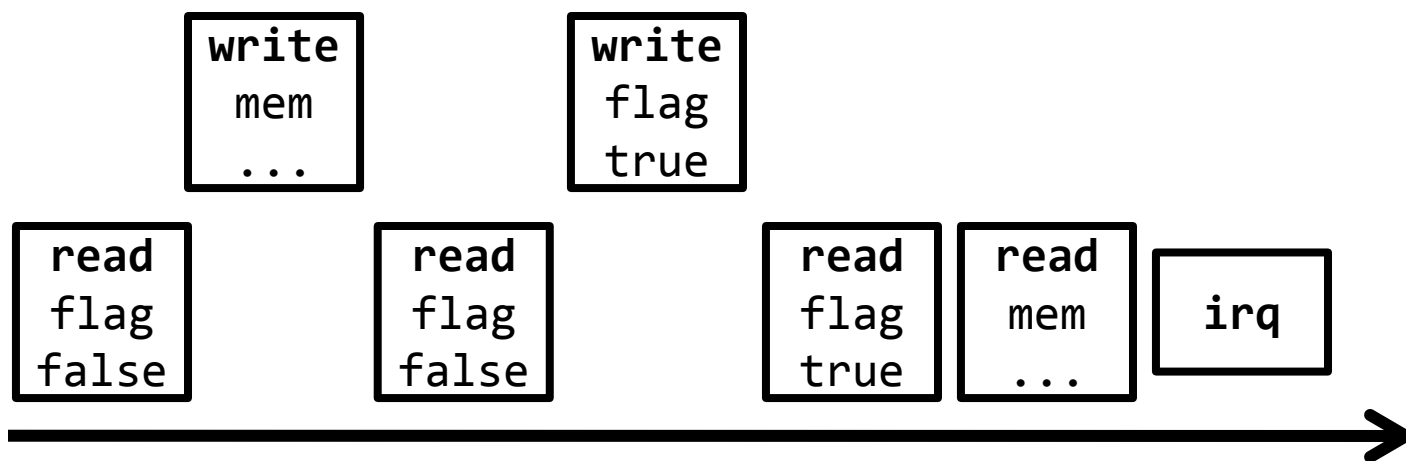 write
mem
...
write
flag
true
read
flag
false
read
flag
false
read
flag
true
read
mem
...
irq